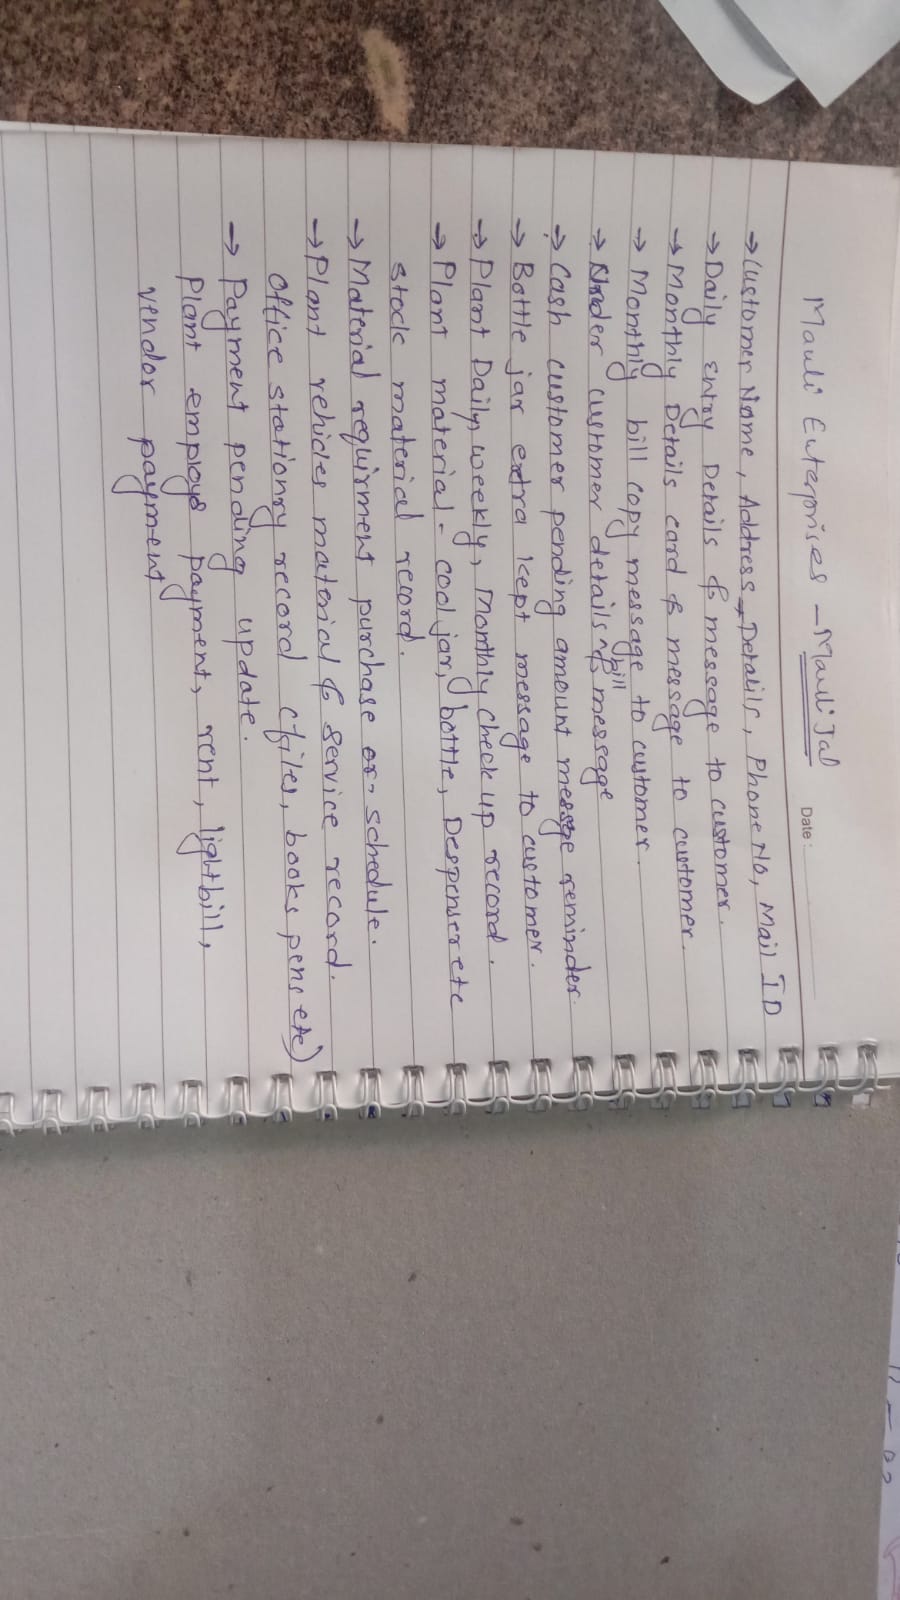 Mauli Enterprises - Mauli Jal
Date :
→ Customer Name, Address, Details, Phone No, Mail ID
→ Daily Entry Details & message to customer.
→ Monthly Details card & message to customer.
→ Monthly bill copy message to customer.
→ customer details bill & message
→ Cash customer pending amount messge reminder.
→ Bottle jar extra kept message to customer.
→ Plant Daily, weekly, Monthly Check up record.
→ Plant material - cool jar, bottle, Despenser etc
stock material record.
→ Material requirment purchase or schedule.
→ Plant vehicles material & service record.
Office stationry record (files, books pens etc)
→ Payment pending update.
Plant employe payment, rent, lightbill,
vendor payment